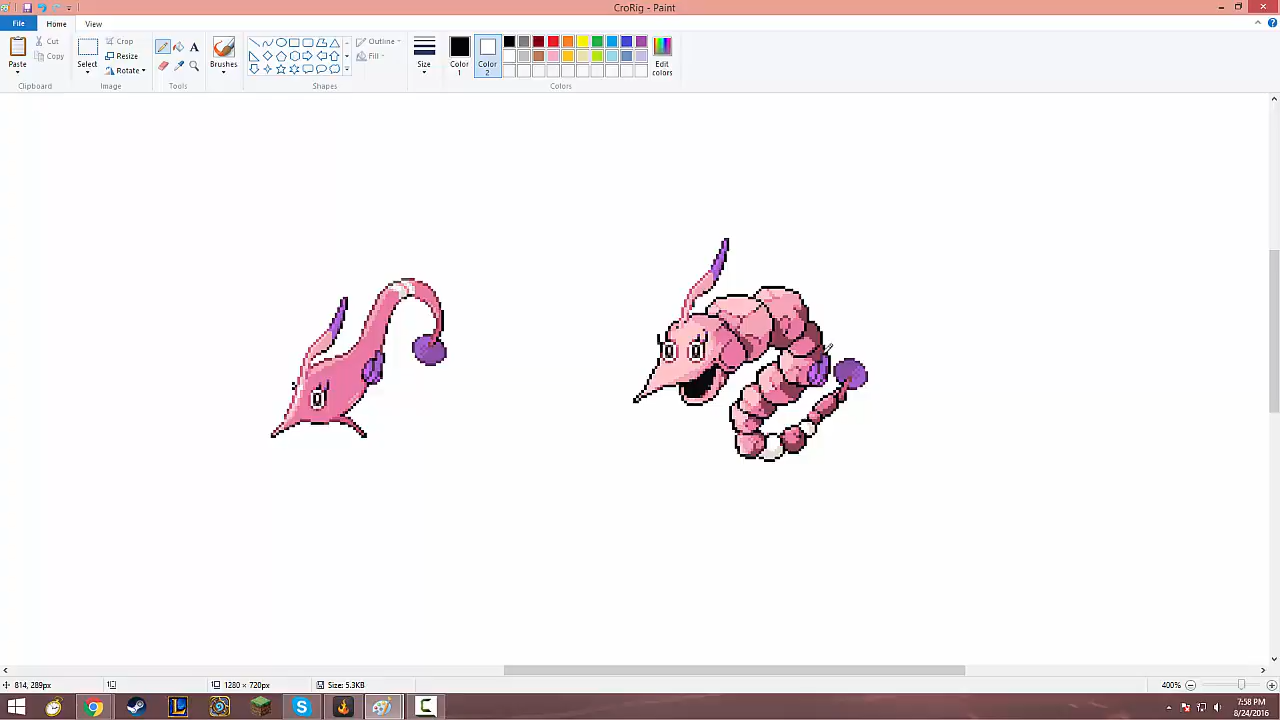 CroRig - Paint
File Home View
Paste
Cut
Copy
Clipboard
Select
Crop
Resize
Rotate
Image
A
Tools
Brushes
Outline
Fill
Shapes
Size
Color 1
Color 2
Edit colors
Colors
814, 289px
1280 × 720px
Size: 5.3KB
400%
7:58 PM
8/24/2016